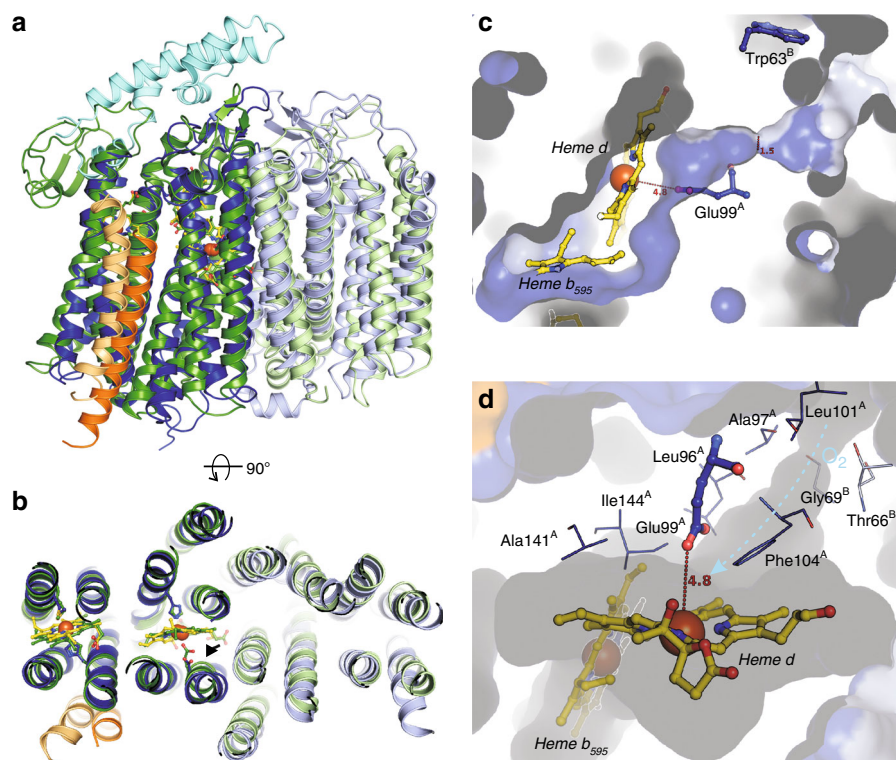 a
90°
b
c
Trp63ᴮ
Heme d
1.5
4.8
Glu99ᴬ
Heme b₅₉₅
d
Leu101ᴬ
Ala97ᴬ
O₂
Leu96ᴬ
Gly69ᴮ
Ile144ᴬ
Thr66ᴮ
Glu99ᴬ
Ala141ᴬ
Phe104ᴬ
4.8
Heme d
Heme b₅₉₅